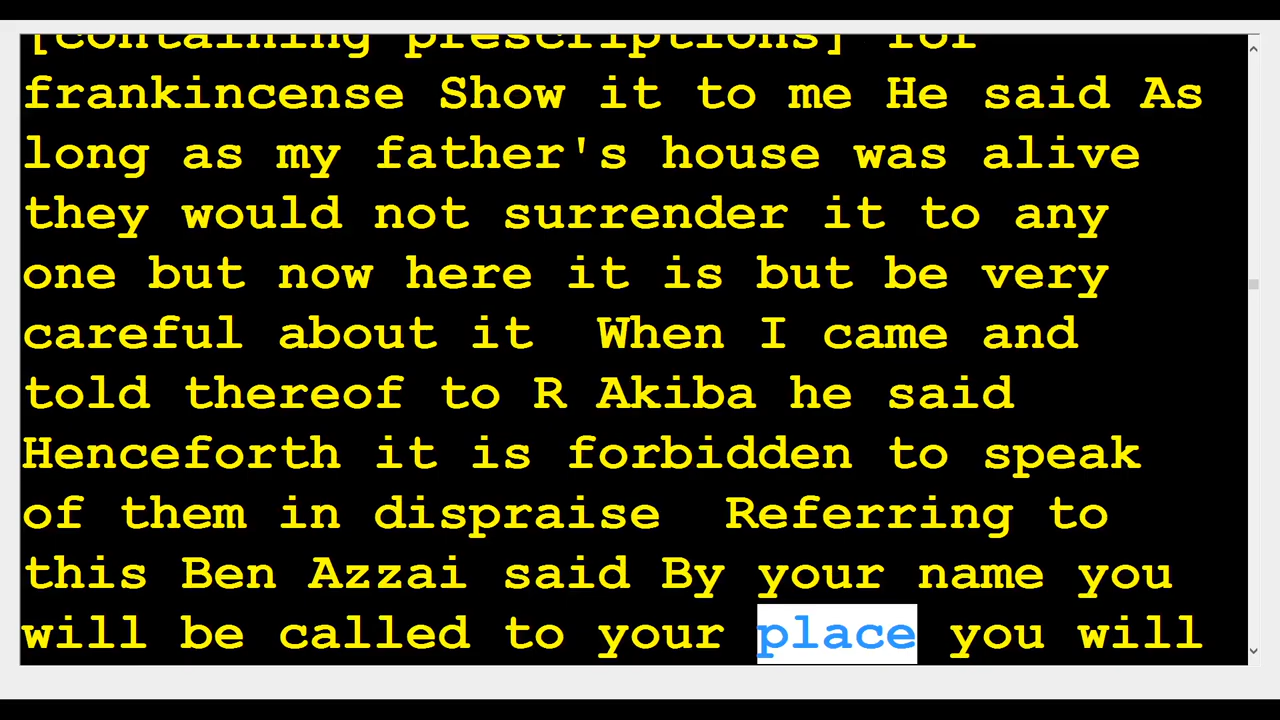 [containing prescriptions] for
frankincense Show it to me He said As
long as my father's house was alive
they would not surrender it to any
one but now here it is but be very
careful about it  When I came and
told thereof to R Akiba he said
Henceforth it is forbidden to speak
of them in dispraise  Referring to
this Ben Azzai said By your name you
will be called to your place you will